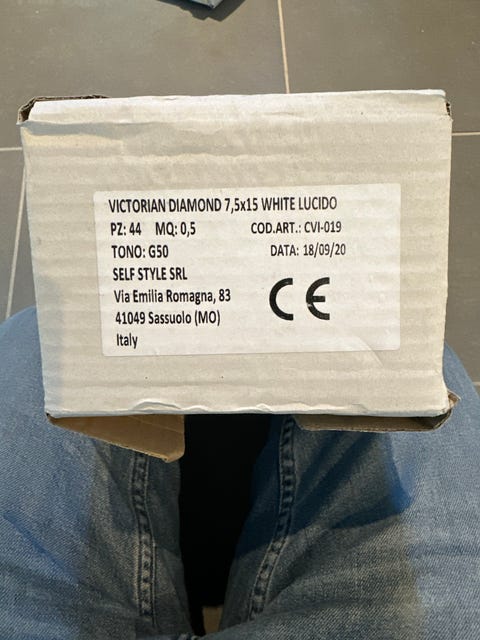 VICTORIAN DIAMOND 7,5x15 WHITE LUCIDO
PZ: 44 MQ: 0,5 COD.ART.: CVI-019
TONO: G50 DATA: 18/09/20
SELF STYLE SRL
Via Emilia Romagna, 83
41049 Sassuolo (MO)
Italy
CE